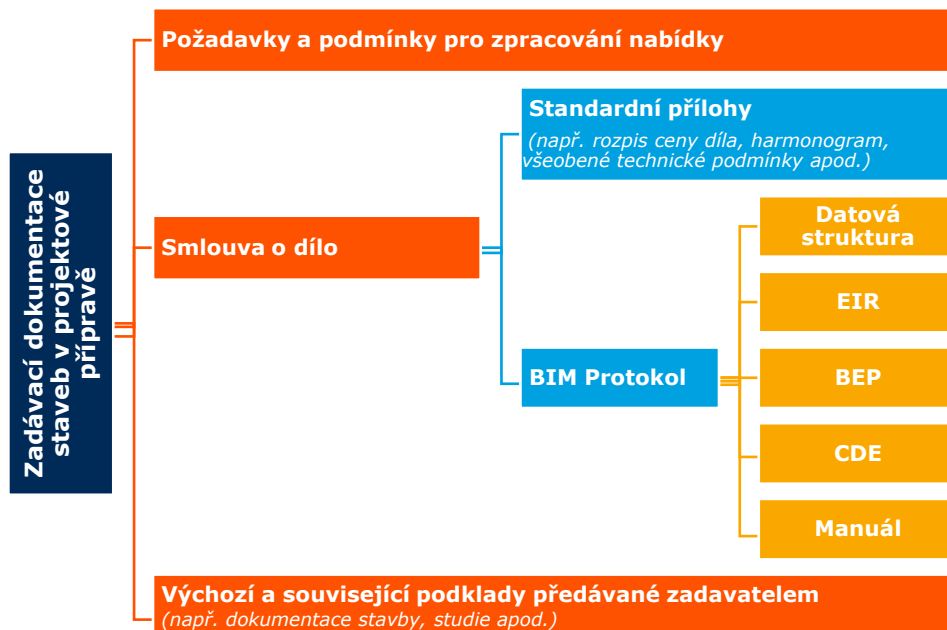 Zadávací dokumentace
staveb v projektové
přípravě
Požadavky a podmínky pro zpracování nabídky
Smlouva o dílo
Standardní přílohy
(např. rozpis ceny díla, harmonogram,
všeobené technické podmínky apod.)
BIM Protokol
Datová
struktura
EIR
BEP
CDE
Manuál
Výchozí a související podklady předávané zadavatelem
(např. dokumentace stavby, studie apod.)